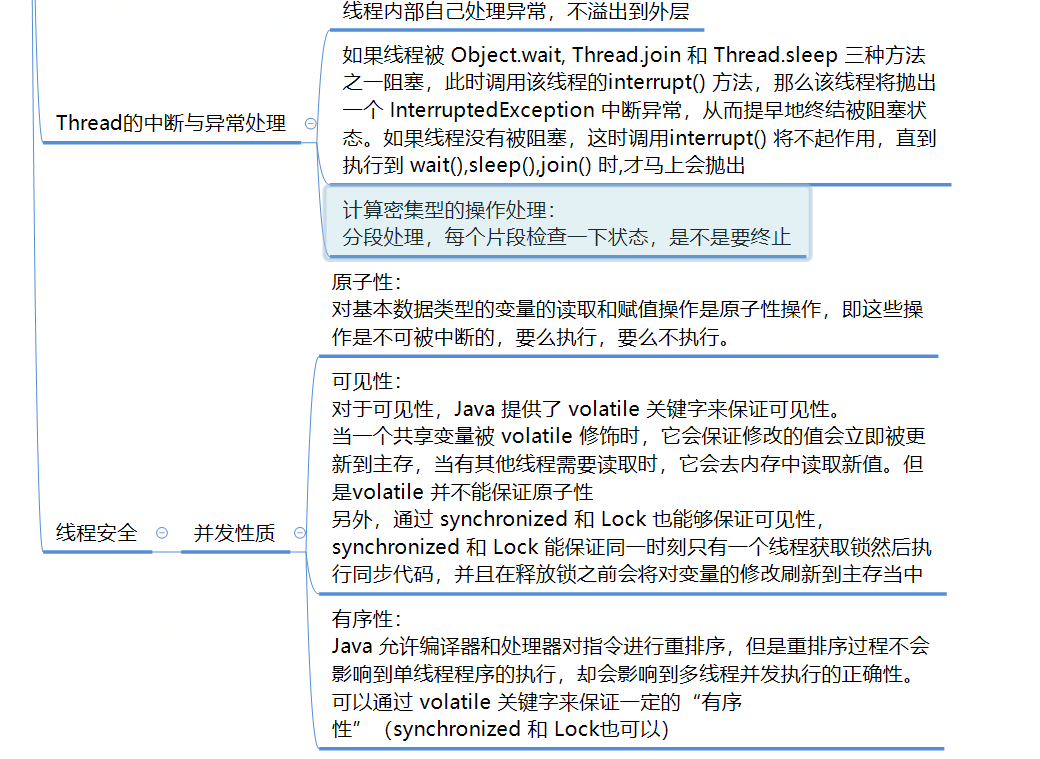 线程内部自己处理异常，不溢出到外层
如果线程被 Object.wait, Thread.join 和 Thread.sleep 三种方法
之一阻塞，此时调用该线程的interrupt() 方法，那么该线程将抛出
一个 InterruptedException 中断异常，从而提早地终结被阻塞状
态。如果线程没有被阻塞，这时调用interrupt() 将不起作用，直到
执行到 wait(),sleep(),join() 时,才马上会抛出
Thread的中断与异常处理
计算密集型的操作处理：
分段处理，每个片段检查一下状态，是不是要终止
原子性：
对基本数据类型的变量的读取和赋值操作是原子性操作，即这些操
作是不可被中断的，要么执行，要么不执行。
可见性：
对于可见性，Java 提供了 volatile 关键字来保证可见性。
当一个共享变量被 volatile 修饰时，它会保证修改的值会立即被更
新到主存，当有其他线程需要读取时，它会去内存中读取新值。但
是volatile 并不能保证原子性
另外，通过 synchronized 和 Lock 也能够保证可见性，
synchronized 和 Lock 能保证同一时刻只有一个线程获取锁然后执
行同步代码，并且在释放锁之前会将对变量的修改刷新到主存当中
线程安全
并发性质
有序性：
Java 允许编译器和处理器对指令进行重排序，但是重排序过程不会
影响到单线程程序的执行，却会影响到多线程并发执行的正确性。
可以通过 volatile 关键字来保证一定的“有序
性”（synchronized 和 Lock也可以）